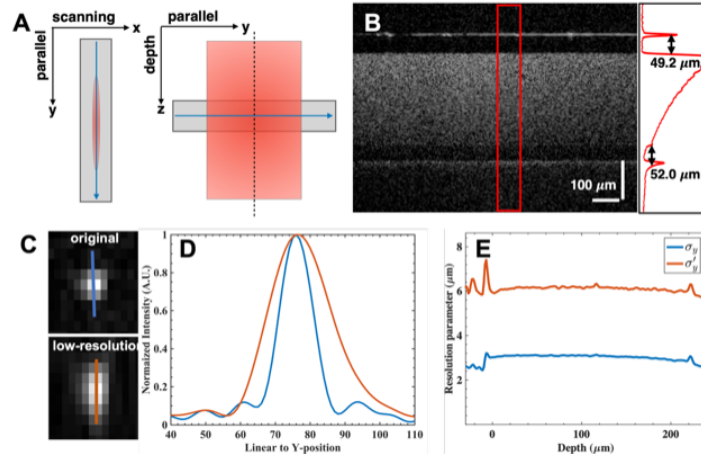 A
scanning
x
parallel
y
parallel
y
depth
z
B
49.2 μm
52.0 μm
100 μm
C
original
low-resolution
D
Normaized Intensity (A.U.)
1
0.8
0.6
0.4
0.2
0
40 50 60 70 80 90 100 110
Linear to Y-position
E
σy
σ′y
Resolution parameter (μm)
8
6
4
2
0 100 200
Depth (μm)